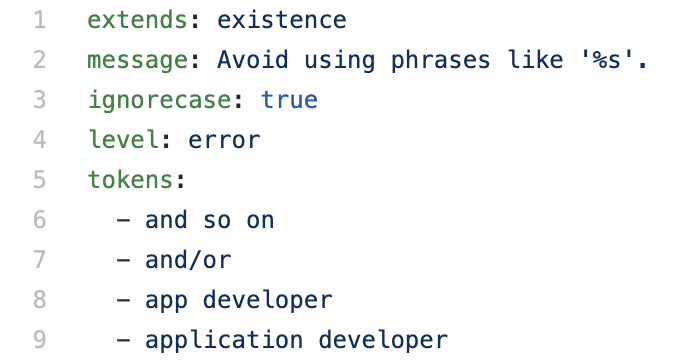 1 extends: existence
2 message: Avoid using phrases like '%s'.
3 ignorecase: true
4 level: error
5 tokens:
6 - and so on
7 - and/or
8 - app developer
9 - application developer